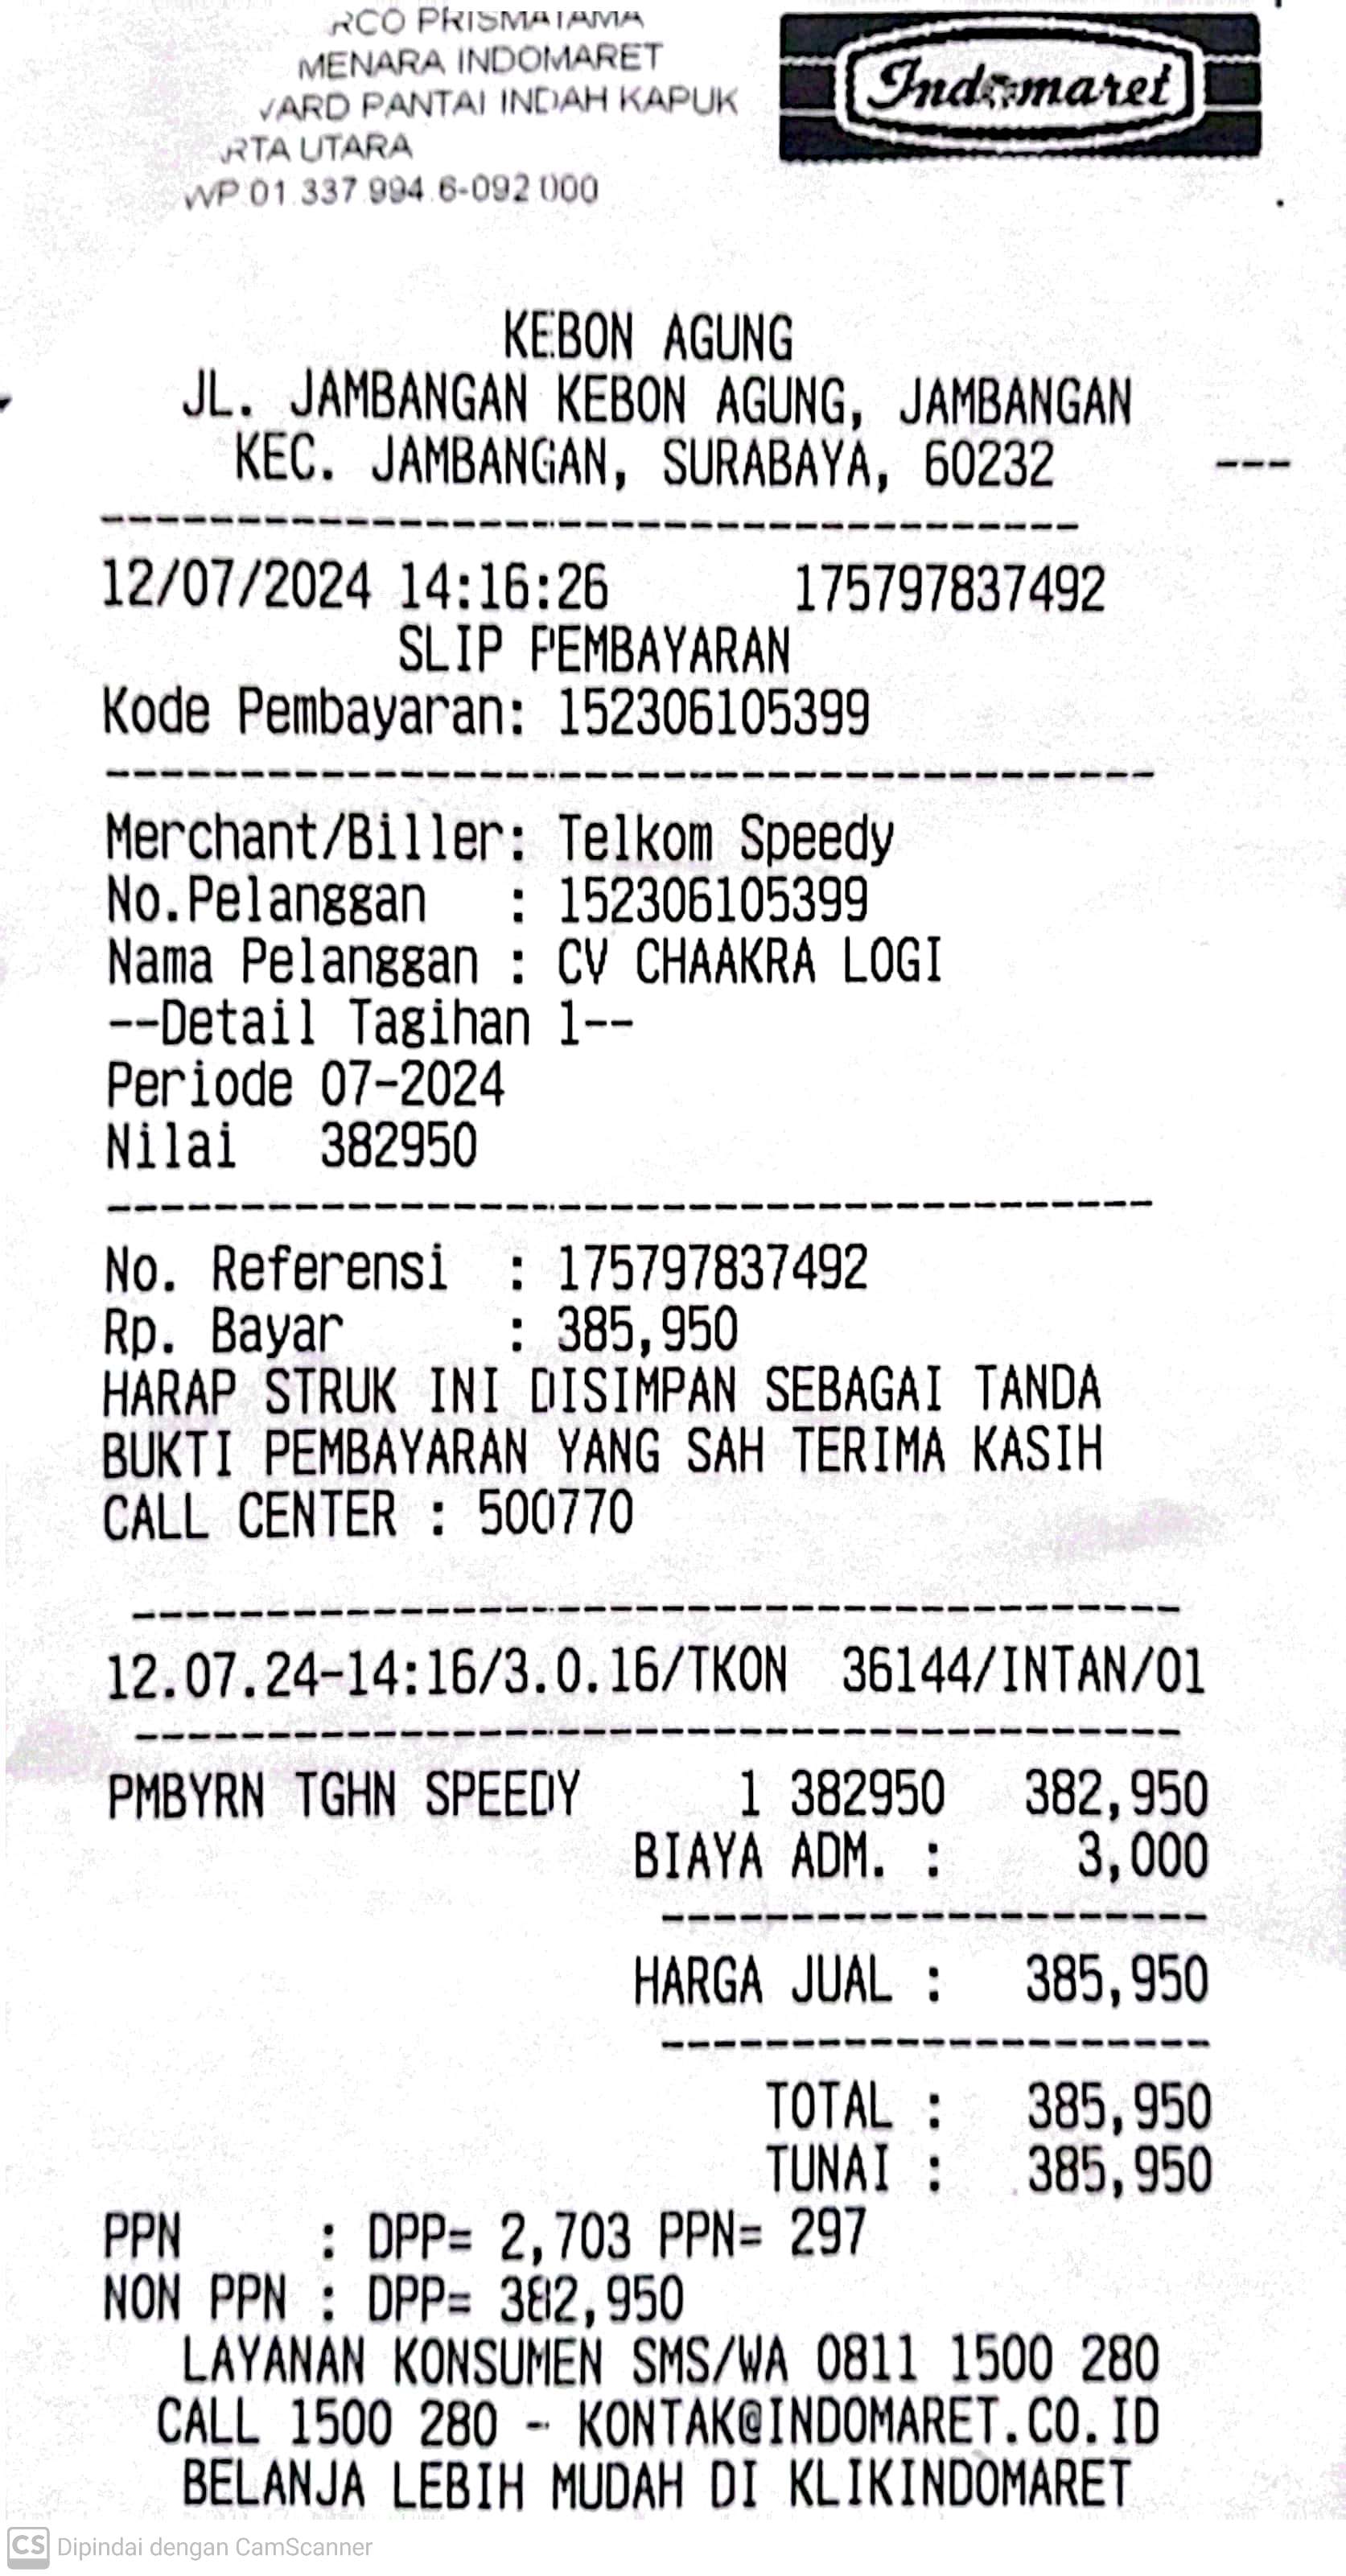 RCO PRISMATAMA
MENARA INDOMARET
ARD PANTAI INDAH KAPUK
RTA UTARA
WP 01 337 994 6-092 000
Indomaret
KEBON AGUNG
JL. JAMBANGAN KEBON AGUNG, JAMBANGAN
KEC. JAMBANGAN, SURABAYA, 60232 ---
12/07/2024 14:16:26 175797837492
SLIP PEMBAYARAN
Kode Pembayaran: 152306105399
Merchant/Biller: Telkom Speedy
No.Pelanggan : 152306105399
Nama Pelanggan : CV CHAAKRA LOGI
--Detail Tagihan 1--
Periode 07-2024
Nilai 382950
No. Referensi : 175797837492
Rp. Bayar : 385,950
HARAP STRUK INI DISIMPAN SEBAGAI TANDA
BUKTI PEMBAYARAN YANG SAH TERIMA KASIH
CALL CENTER : 500770
12.07.24-14:16/3.0.16/TKON 36144/INTAN/01
PMBYRN TGHN SPEEDY 1 382950 382,950
BIAYA ADM. : 3,000
HARGA JUAL : 385,950
TOTAL : 385,950
TUNAI : 385,950
PPN : DPP= 2,703 PPN= 297
NON PPN : DPP= 382,950
LAYANAN KONSUMEN SMS/WA 0811 1500 280
CALL 1500 280 - KONTAK@INDOMARET.CO.ID
BELANJA LEBIH MUDAH DI KLIKINDOMARET
CS Dipindai dengan CamScanner